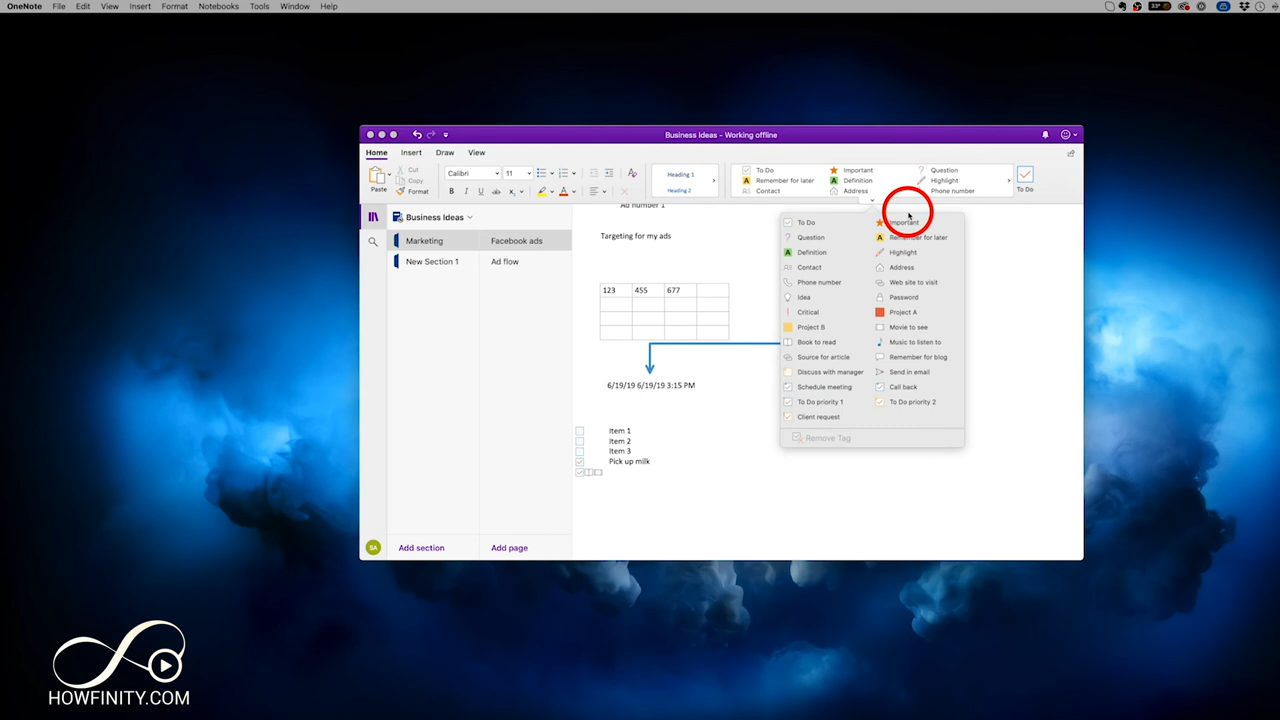 OneNote File Edit View Insert Format Notebooks Tools Window Help
33°
Business Ideas - Working offline
Home Insert Draw View
Paste
Cut
Copy
Format
Calibri 11
B I U
Heading 1
Heading 2
To Do Important Question
Remember for later Definition Highlight
Contact Address Phone number
To Do
Business Ideas
Marketing Facebook ads
New Section 1 Ad flow
Ad number 1
Targeting for my ads
123 455 677
6/19/19 6/19/19 3:15 PM
Item 1
Item 2
Item 3
Pick up milk
To Do Important
Question Remember for later
Definition Highlight
Contact Address
Phone number Web site to visit
Idea Password
Critical Project A
Project B Movie to see
Book to read Music to listen to
Source for article Remember for blog
Discuss with manager Send in email
Schedule meeting Call back
To Do priority 1 To Do priority 2
Client request
Remove Tag
SA Add section Add page
HOWFINITY.COM